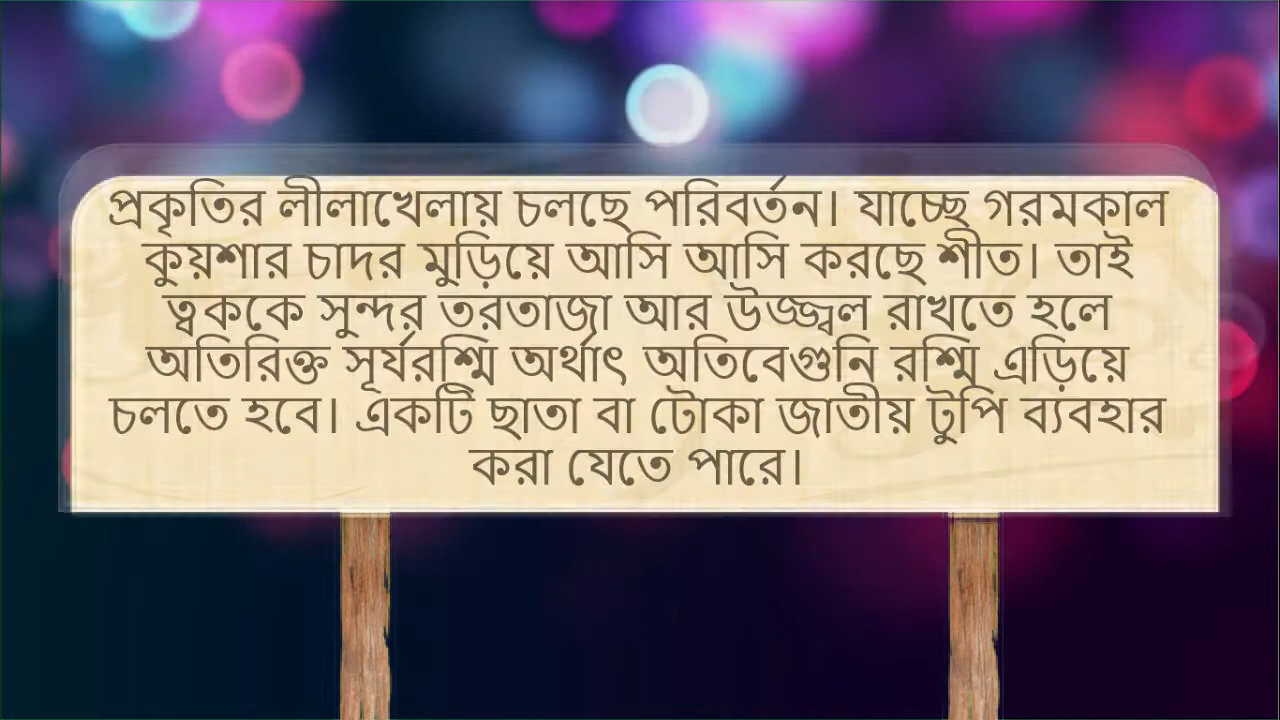 প্রকৃতির লীলাখেলায় চলছে পরিবর্তন। যাচ্ছে গরমকাল
কুয়শার চাদর মুড়িয়ে আসি আসি করছে শীত। তাই
ত্বককে সুন্দর তরতাজা আর উজ্জ্বল রাখতে হলে
অতিরিক্ত সূর্যরশ্মি অর্থাৎ অতিবেগুনি রশ্মি এড়িয়ে
চলতে হবে। একটি ছাতা বা টোকা জাতীয় টুপি ব্যবহার
করা যেতে পারে।